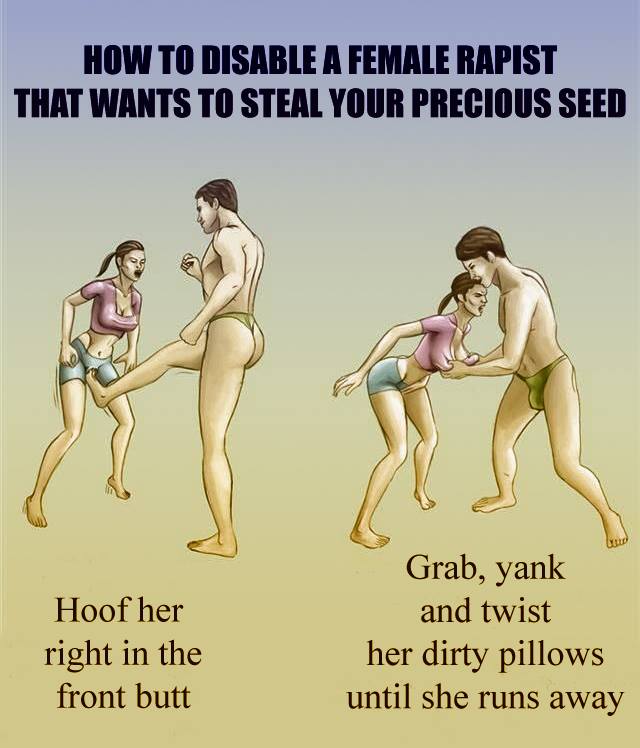 HOW TO DISABLE A FEMALE RAPIST
THAT WANTS TO STEAL YOUR PRECIOUS SEED
Hoof her
right in the
front butt
Grab, yank
and twist
her dirty pillows
until she runs away